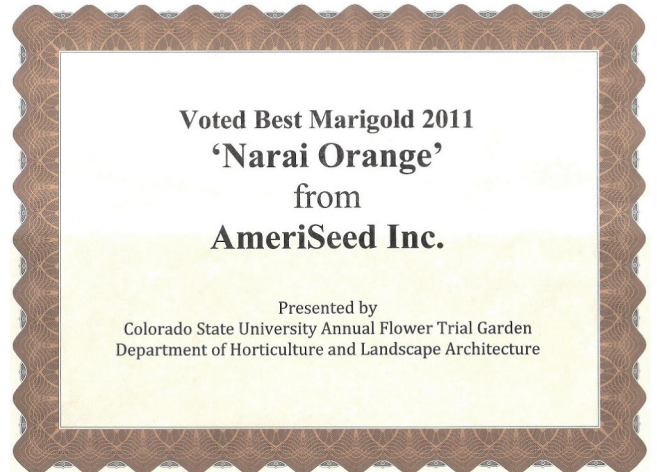 Voted Best Marigold 2011
‘Narai Orange’
from
AmeriSeed Inc.
Presented by
Colorado State University Annual Flower Trial Garden
Department of Horticulture and Landscape Architecture